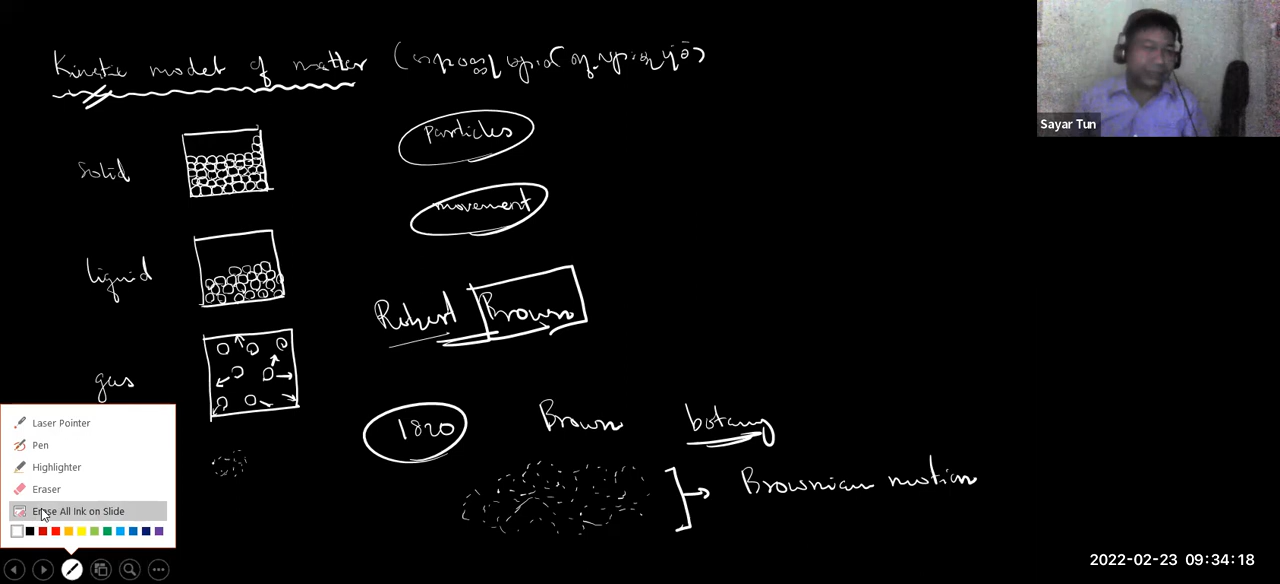 Kinetic model of matter
solid
particles
movement
liquid
Robert Brown
gas
1820 Brown botany
Brownian motion
Sayar Tun
Laser Pointer
Pen
Highlighter
Eraser
Erase All Ink on Slide
2022-02-23 09:34:18